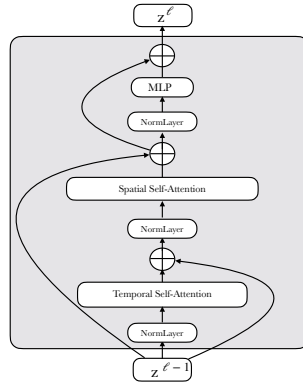 z^ℓ
MLP
NormLayer
Spatial Self-Attention
NormLayer
Temporal Self-Attention
NormLayer
z^{ℓ-1}